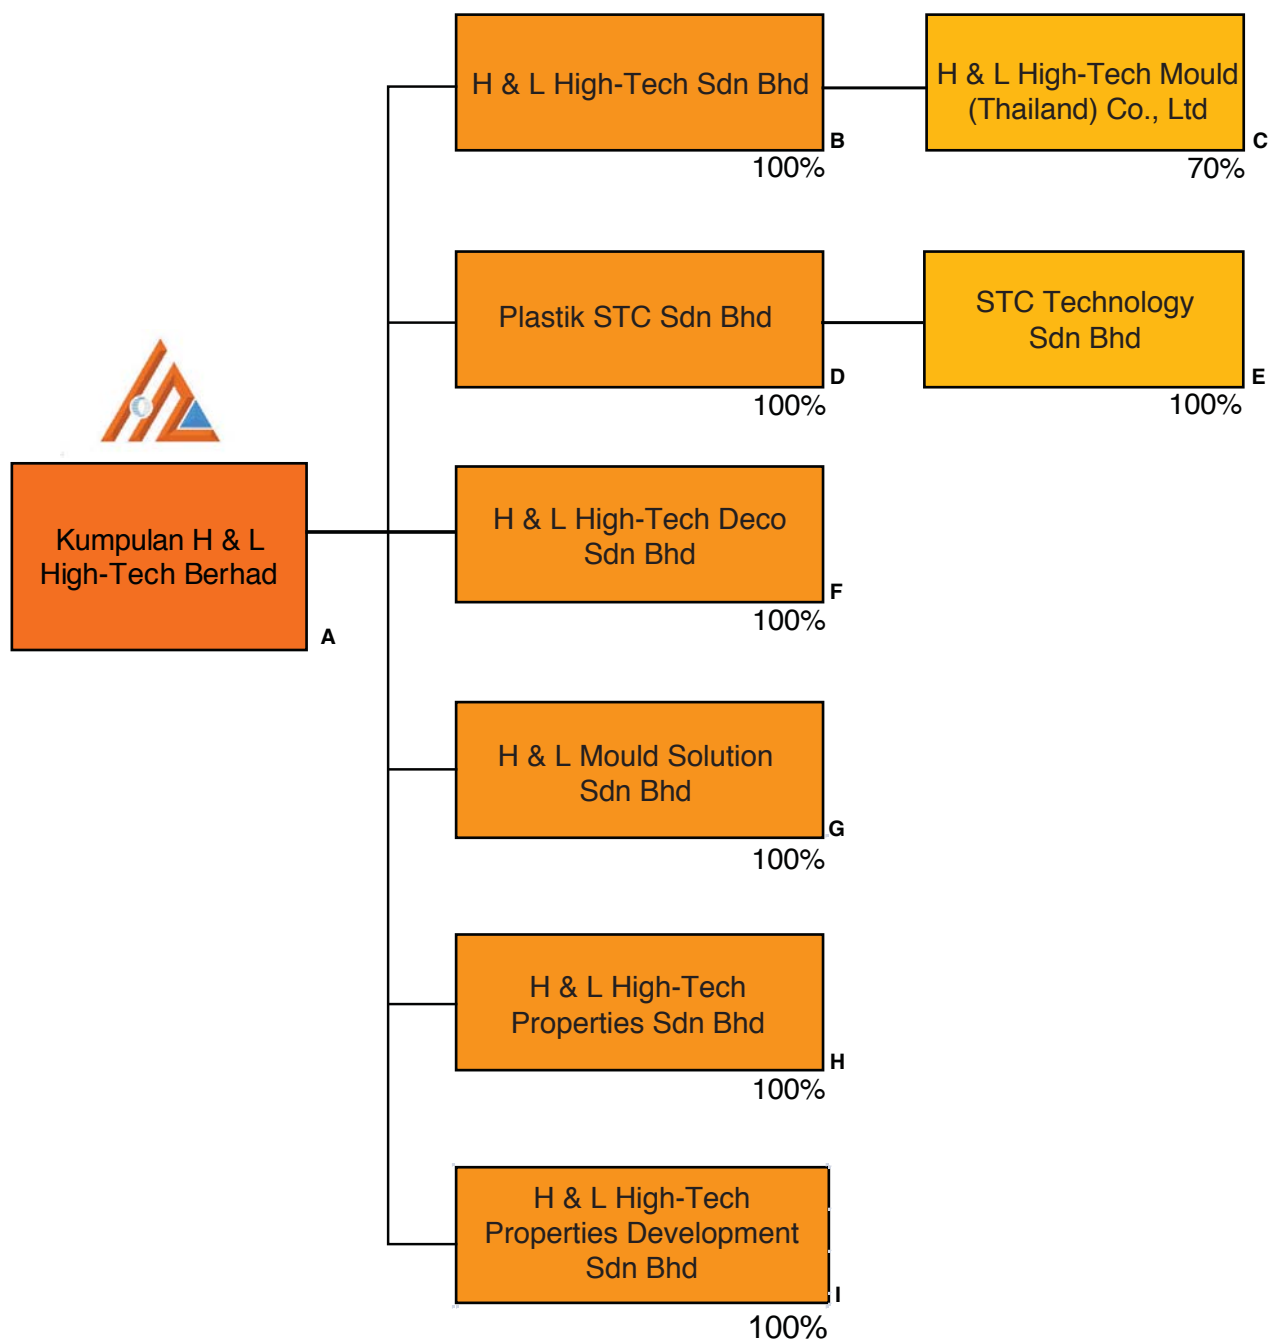 H & L High-Tech Sdn Bhd
B
100%
H & L High-Tech Mould
(Thailand) Co., Ltd
C
70%
Plastik STC Sdn Bhd
D
100%
STC Technology
Sdn Bhd
E
100%
Kumpulan H & L
High-Tech Berhad
A
H & L High-Tech Deco
Sdn Bhd
F
100%
H & L Mould Solution
Sdn Bhd
G
100%
H & L High-Tech
Properties Sdn Bhd
H
100%
H & L High-Tech
Properties Development
Sdn Bhd
I
100%